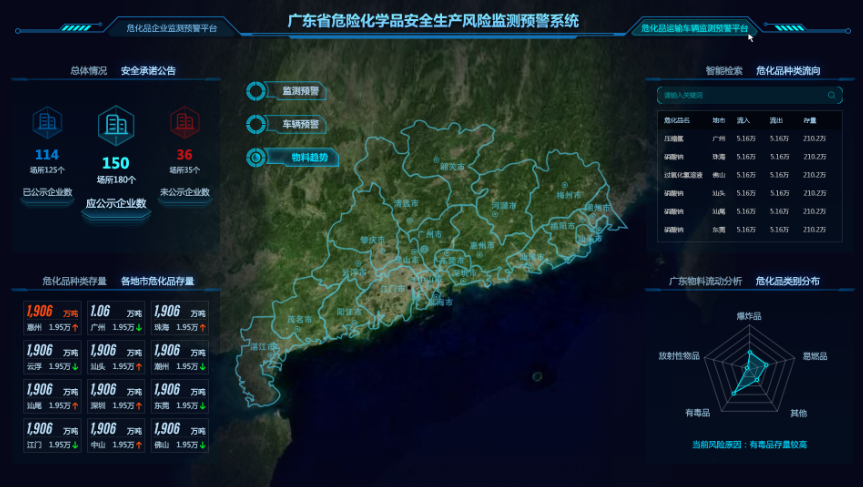 危化品企业监测预警平台
广东省危险化学品安全生产风险监测预警系统
危化品运输车辆监测预警平台
总体情况 安全承诺公告
114
场所125个
已公示企业数
150
场所180个
应公示企业数
36
场所35个
未公示企业数
监测预警
车辆预警
物料趋势
韶关市
清远市
河源市
梅州市
潮州市
揭阳市
汕头市
汕尾市
惠州市
广州市
肇庆市
佛山市
东莞市
深圳市
云浮市
中山市
江门市
珠海市
阳江市
茂名市
湛江市
智能检索 危化品种类流向
请输入关键词
危化品名 地市 流入 流出 存量
压缩氢 广州 5.16万 5.16万 210.2万
硝酸钠 珠海 5.16万 5.16万 210.2万
过氧化氢溶液 佛山 5.16万 5.16万 210.2万
硝酸钠 汕头 5.16万 5.16万 210.2万
硝酸钠 汕尾 5.16万 5.16万 210.2万
硝酸钠 东莞 5.16万 5.16万 210.2万
危化品种类存量 各地市危化品存量
1,906 万吨 1.06 万吨 1,906 万吨
惠州 1.95万↑ 广州 1.95万↓ 珠海 1.95万↑
1,906 万吨 1,906 万吨 1,906 万吨
云浮 1.95万↓ 汕头 1.95万↑ 潮州 1.95万↓
1,906 万吨 1,906 万吨 1,906 万吨
汕尾 1.95万↑ 深圳 1.95万↑ 东莞 1.95万↓
1,906 万吨 1,906 万吨 1,906 万吨
江门 1.95万↓ 中山 1.95万↑ 佛山 1.95万↓
广东物料流动分析 危化品类别分布
爆炸品
放射性物品
易燃品
有毒品
其他
当前风险原因：有毒品存量较高